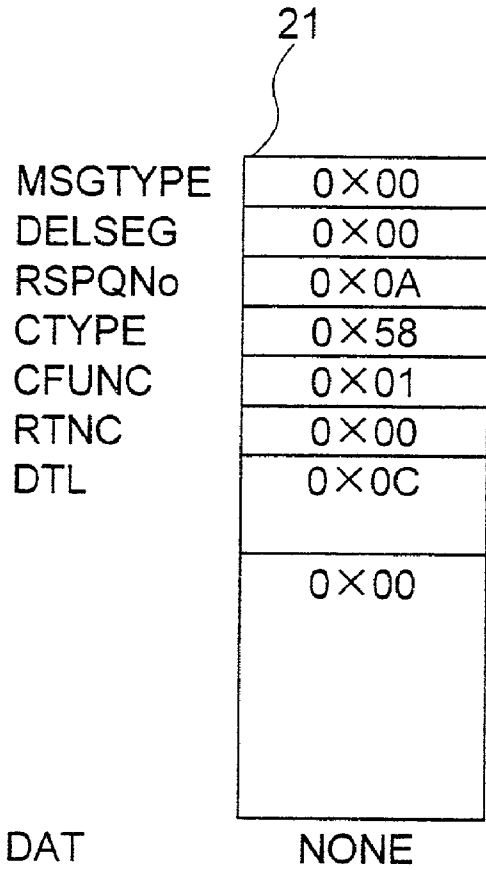 21
MSGTYPE 0×00
DELSEG 0×00
RSPQNo 0×0A
CTYPE 0×58
CFUNC 0×01
RTNC 0×00
DTL 0×0C
0×00
DAT NONE